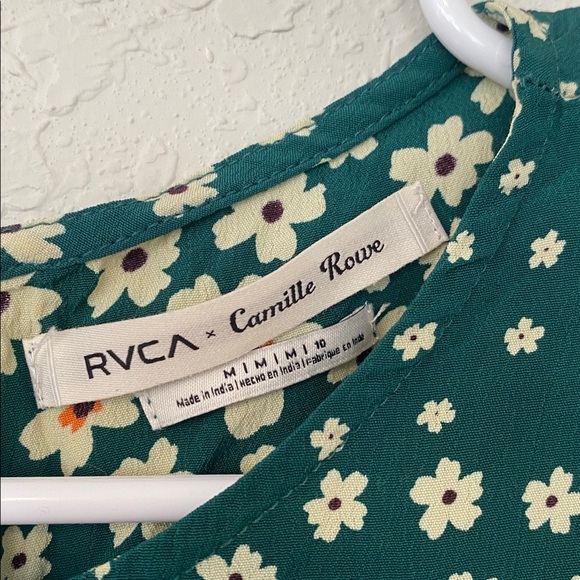 RVCA × Camille Rowe
M I M I M I 10
Made in India | Hecho en India | Fabriqué en Inde